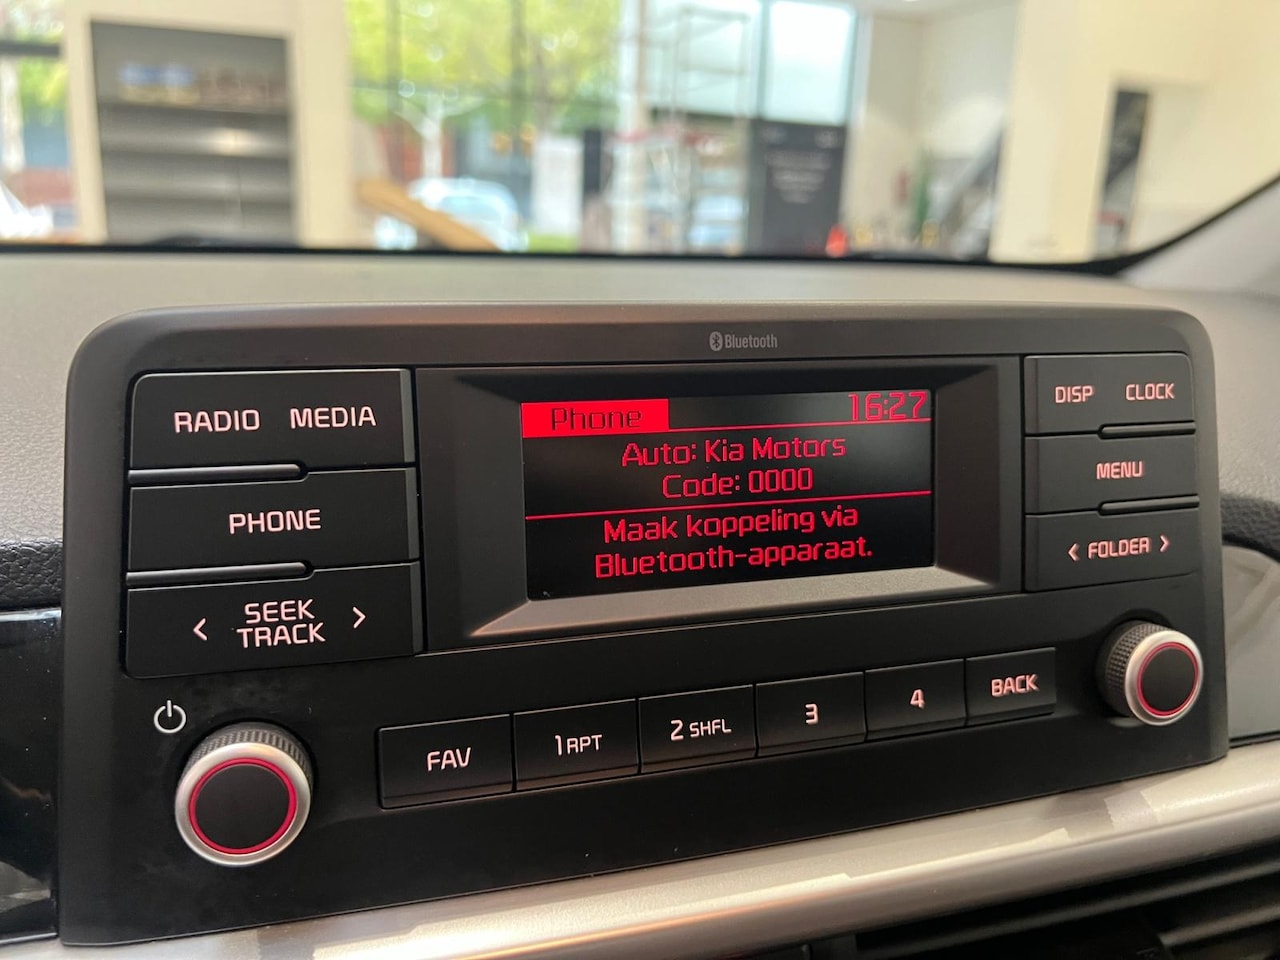 Bluetooth
RADIO MEDIA
PHONE
< SEEK TRACK >
Phone 16:27
Auto: Kia Motors
Code: 0000
Maak koppeling via
Bluetooth-apparaat.
DISP CLOCK
MENU
< FOLDER >
FAV
1 RPT
2 SHFL
3
4
BACK